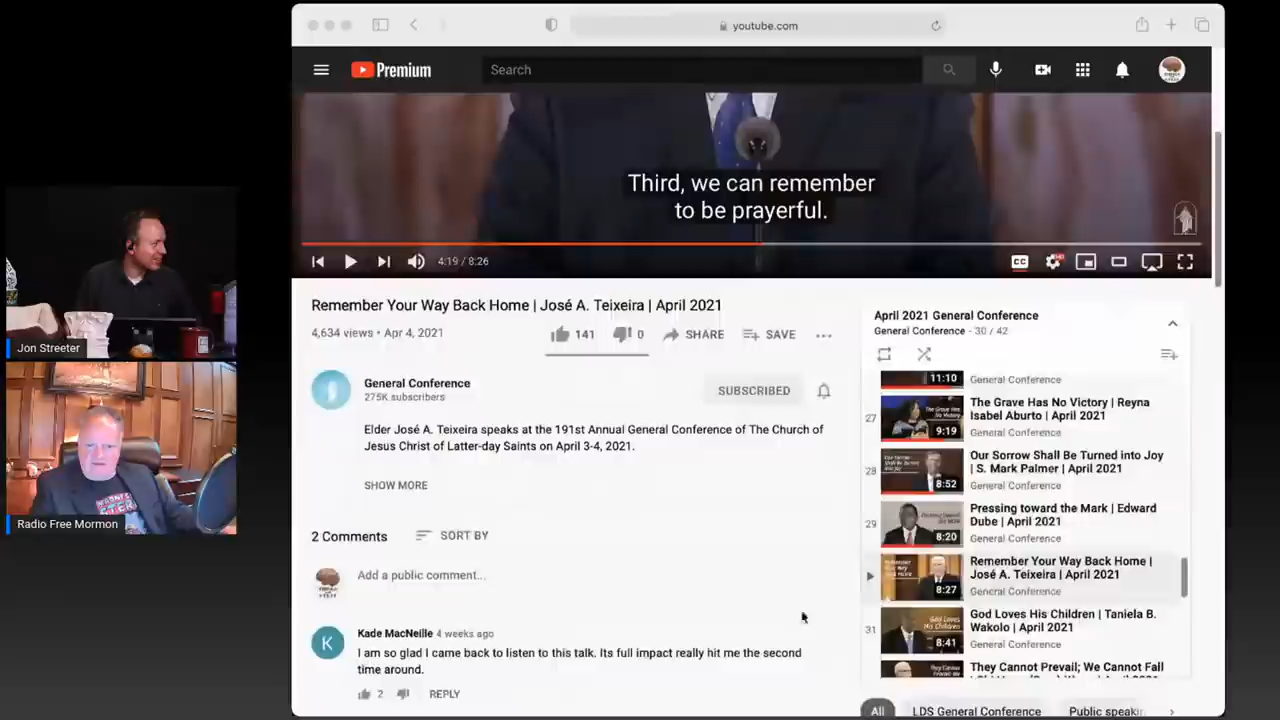 youtube.com
Premium
Search
Third, we can remember
to be prayerful.
4:19 / 8:26
CC
HD
Remember Your Way Back Home | José A. Teixeira | April 2021
4,634 views • Apr 4, 2021
141
0
SHARE
SAVE
General Conference
275K subscribers
SUBSCRIBED
Elder José A. Teixeira speaks at the 191st Annual General Conference of The Church of
Jesus Christ of Latter-day Saints on April 3-4, 2021.
SHOW MORE
2 Comments
SORT BY
Add a public comment...
K
Kade MacNeille 4 weeks ago
I am so glad I came back to listen to this talk. Its full impact really hit me the second
time around.
2
REPLY
April 2021 General Conference
General Conference - 30 / 42
11:10
General Conference
27
The Grave Has No Victory | Reyna
Isabel Aburto | April 2021
9:19
General Conference
28
Our Sorrow Shall Be Turned into Joy
| S. Mark Palmer | April 2021
8:52
General Conference
29
Pressing toward the Mark | Edward
Dube | April 2021
8:20
General Conference
Remember Your Way Back Home |
José A. Teixeira | April 2021
8:27
General Conference
31
God Loves His Children | Taniela B.
Wakolo | April 2021
8:41
General Conference
They Cannot Prevail; We Cannot Fall
All
LDS General Conference
Public speakin
Jon Streeter
Radio Free Mormon